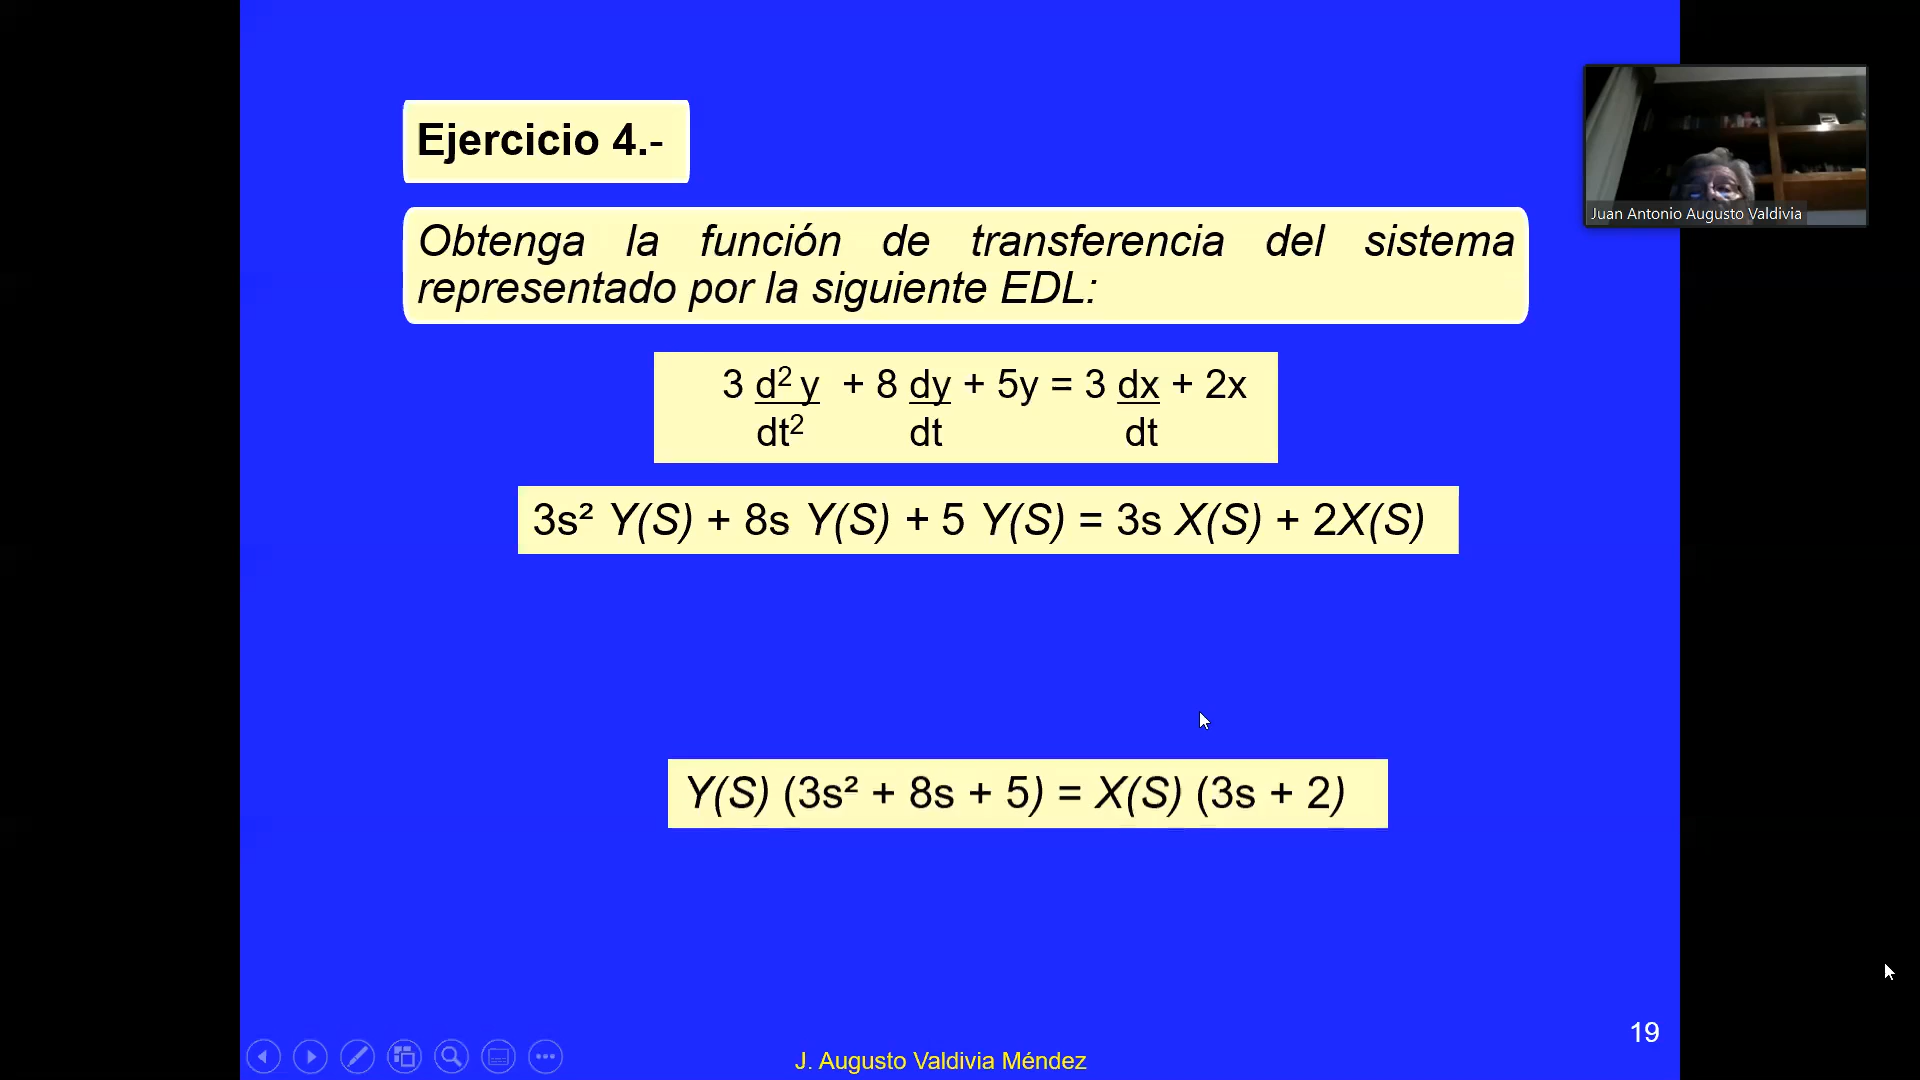 Ejercicio 4.-
Juan Antonio Augusto Valdivia
Obtenga la función de transferencia del sistema
representado por la siguiente EDL:
3 d² y + 8 dy + 5y = 3 dx + 2x
dt² dt dt
3s² Y(S) + 8s Y(S) + 5 Y(S) = 3s X(S) + 2X(S)
Y(S) (3s² + 8s + 5) = X(S) (3s + 2)
19
J. Augusto Valdivia Méndez